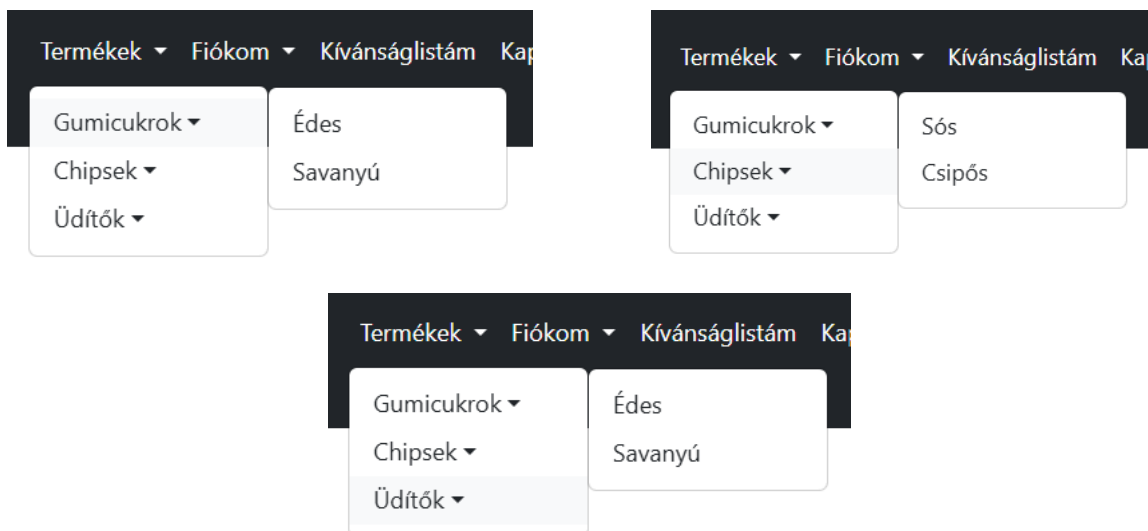 Termékek Fiókom Kívánságlistám
Gumicukrok Édes
Chipsek Savanyú
Üdítők
Termékek Fiókom Kívánságlistám
Gumicukrok Sós
Chipsek Csipős
Üdítők
Termékek Fiókom Kívánságlistám
Gumicukrok Édes
Chipsek Savanyú
Üdítők